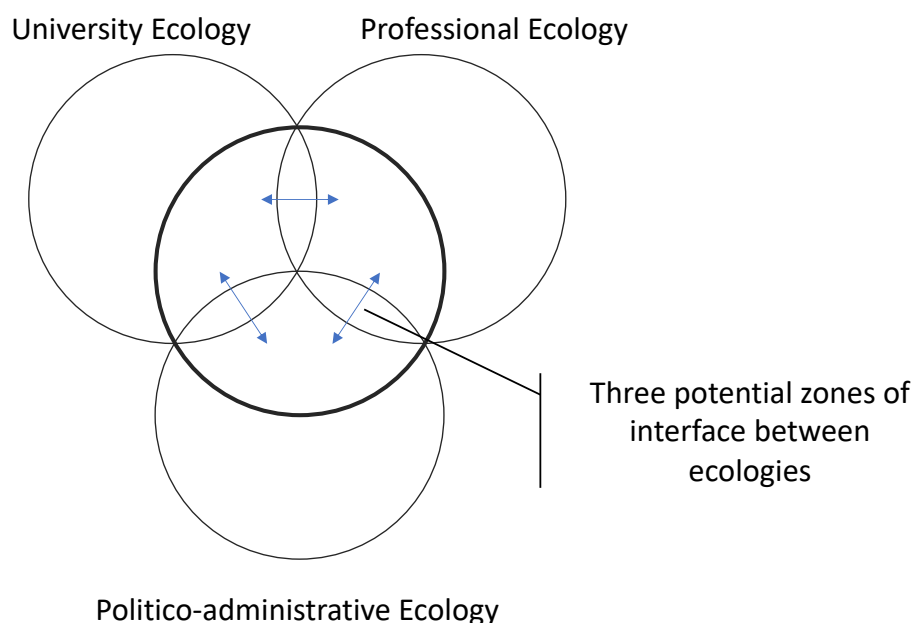 University Ecology
Professional Ecology
Three potential zones of
interface between
ecologies
Politico-administrative Ecology